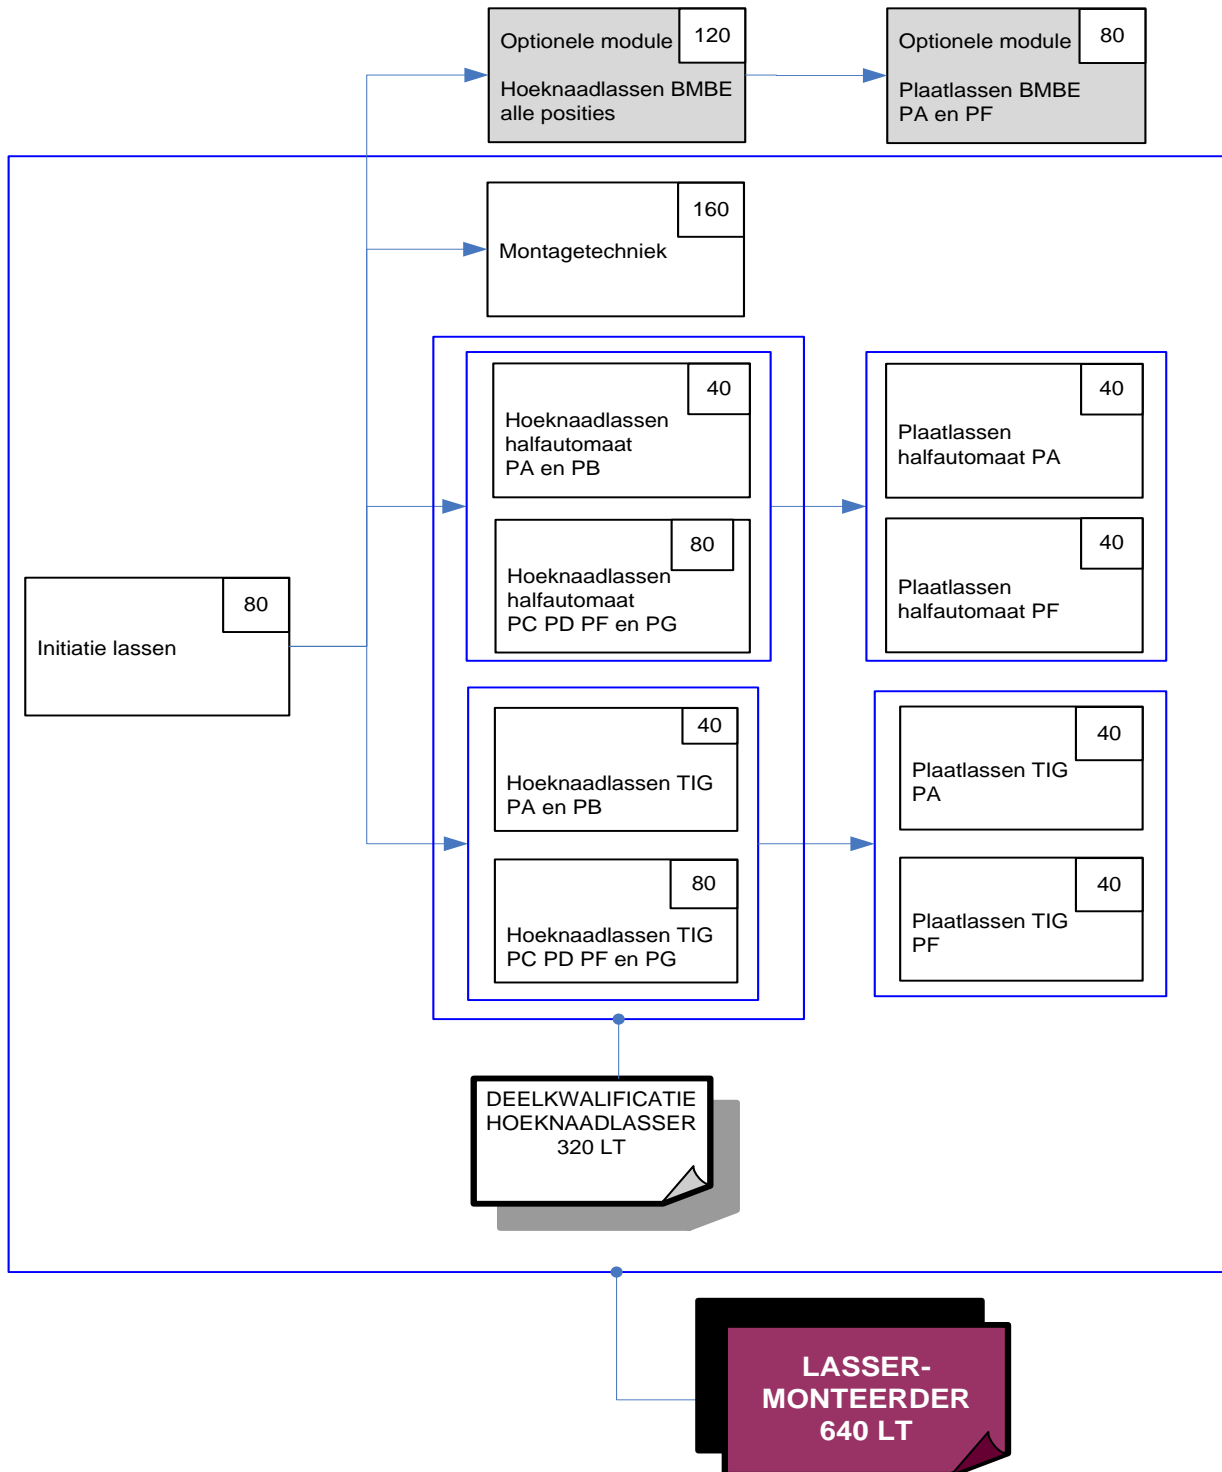 Optionele module
120
Hoeknaadlassen BMBE
alle posities
Optionele module
80
Plaatlassen BMBE
PA en PF
160
Montagetechniek
40
Hoeknaadlassen
halfautomaat
PA en PB
80
Hoeknaadlassen
halfautomaat
PC PD PF en PG
40
Plaatlassen
halfautomaat PA
40
Plaatlassen
halfautomaat PF
80
Initiatie lassen
40
Hoeknaadlassen TIG
PA en PB
80
Hoeknaadlassen TIG
PC PD PF en PG
40
Plaatlassen TIG
PA
40
Plaatlassen TIG
PF
DEELKWALIFICATIE
HOEKNAADLASSER
320 LT
LASSER-
MONTEERDER
640 LT